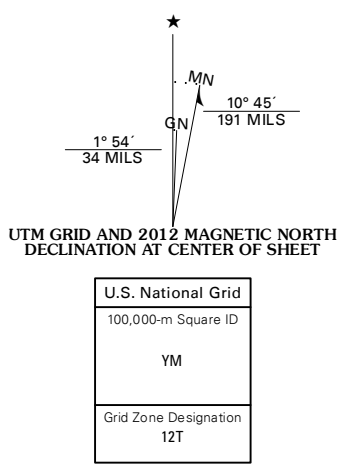 ★
MN
GN
10° 45´
191 MILS
1° 54´
34 MILS
UTM GRID AND 2012 MAGNETIC NORTH
DECLINATION AT CENTER OF SHEET
U.S. National Grid
100,000-m Square ID
YM
Grid Zone Designation
12T